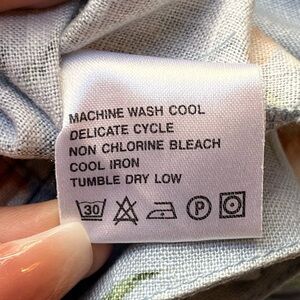 MACHINE WASH COOL
DELICATE CYCLE
NON CHLORINE BLEACH
COOL IRON
TUMBLE DRY LOW
30 P